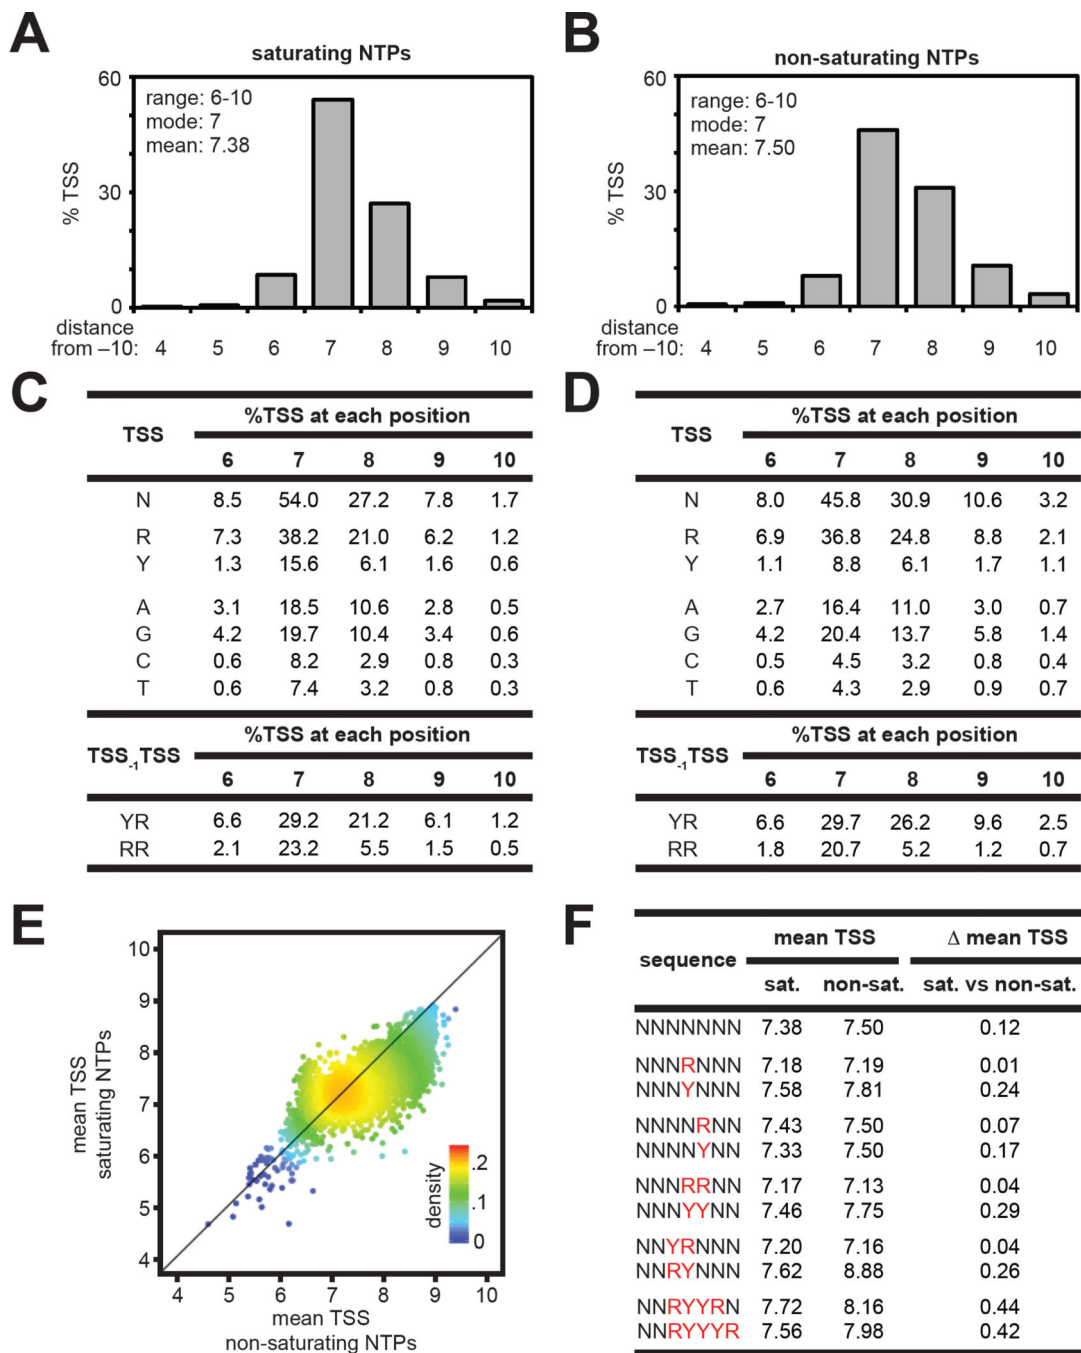 A
saturating NTPs
60
30
0
% TSS
range: 6-10
mode: 7
mean: 7.38
distance
from –10: 4 5 6 7 8 9 10
B
non-saturating NTPs
60
30
0
% TSS
range: 6-10
mode: 7
mean: 7.50
distance
from –10: 4 5 6 7 8 9 10
C
TSS %TSS at each position
6 7 8 9 10
N 8.5 54.0 27.2 7.8 1.7
R 7.3 38.2 21.0 6.2 1.2
Y 1.3 15.6 6.1 1.6 0.6
A 3.1 18.5 10.6 2.8 0.5
G 4.2 19.7 10.4 3.4 0.6
C 0.6 8.2 2.9 0.8 0.3
T 0.6 7.4 3.2 0.8 0.3
TSS-1TSS %TSS at each position
6 7 8 9 10
YR 6.6 29.2 21.2 6.1 1.2
RR 2.1 23.2 5.5 1.5 0.5
D
TSS %TSS at each position
6 7 8 9 10
N 8.0 45.8 30.9 10.6 3.2
R 6.9 36.8 24.8 8.8 2.1
Y 1.1 8.8 6.1 1.7 1.1
A 2.7 16.4 11.0 3.0 0.7
G 4.2 20.4 13.7 5.8 1.4
C 0.5 4.5 3.2 0.8 0.4
T 0.6 4.3 2.9 0.9 0.7
TSS-1TSS %TSS at each position
6 7 8 9 10
YR 6.6 29.7 26.2 9.6 2.5
RR 1.8 20.7 5.2 1.2 0.7
E
mean TSS
saturating NTPs
10
9
8
7
6
5
4
density
.2
.1
0
4 5 6 7 8 9 10
mean TSS
non-saturating NTPs
F
sequence mean TSS Δ mean TSS
sat. non-sat. sat. vs non-sat.
NNNNNNN 7.38 7.50 0.12
NNNRNNN 7.18 7.19 0.01
NNNYNNN 7.58 7.81 0.24
NNNNRNN 7.43 7.50 0.07
NNNNYNN 7.33 7.50 0.17
NNNRRNN 7.17 7.13 0.04
NNNYYNN 7.46 7.75 0.29
NNYRNNN 7.20 7.16 0.04
NNRYNNN 7.62 8.88 0.26
NNRYYRN 7.72 8.16 0.44
NNRYYYR 7.56 7.98 0.42